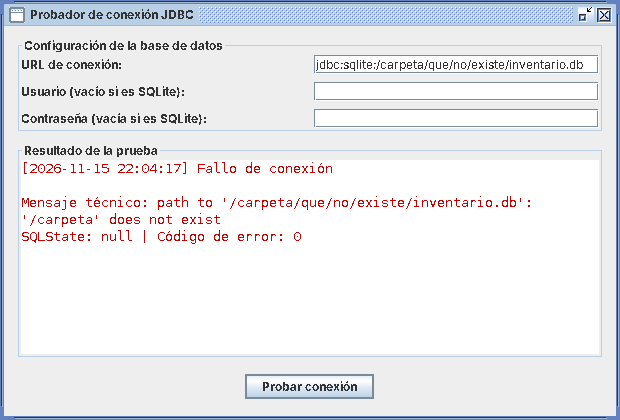 Probador de conexión JDBC
Configuración de la base de datos
URL de conexión:
jdbc:sqlite:/carpeta/que/no/existe/inventario.db
Usuario (vacío si es SQLite):
Contraseña (vacía si es SQLite):
Resultado de la prueba
[2026-11-15 22:04:17] Fallo de conexión
Mensaje técnico: path to '/carpeta/que/no/existe/inventario.db':
'/carpeta' does not exist
SQLState: null | Código de error: 0
Probar conexión